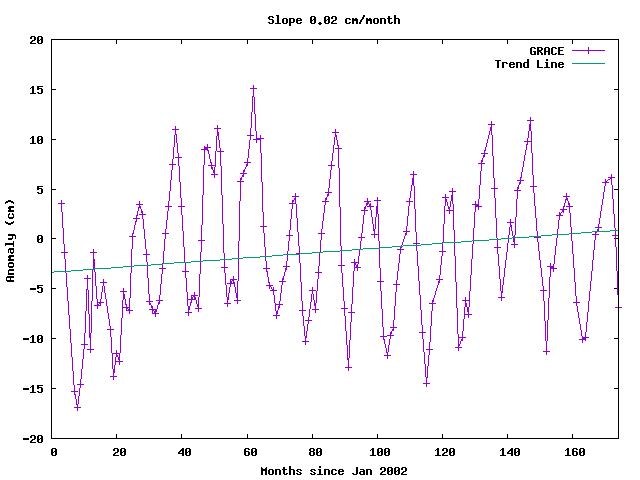 Slope 0.02 cm/month
GRACE
Trend Line
20
15
10
5
0
-5
-10
-15
-20
Anomaly (cm)
0 20 40 60 80 100 120 140 160
Months since Jan 2002